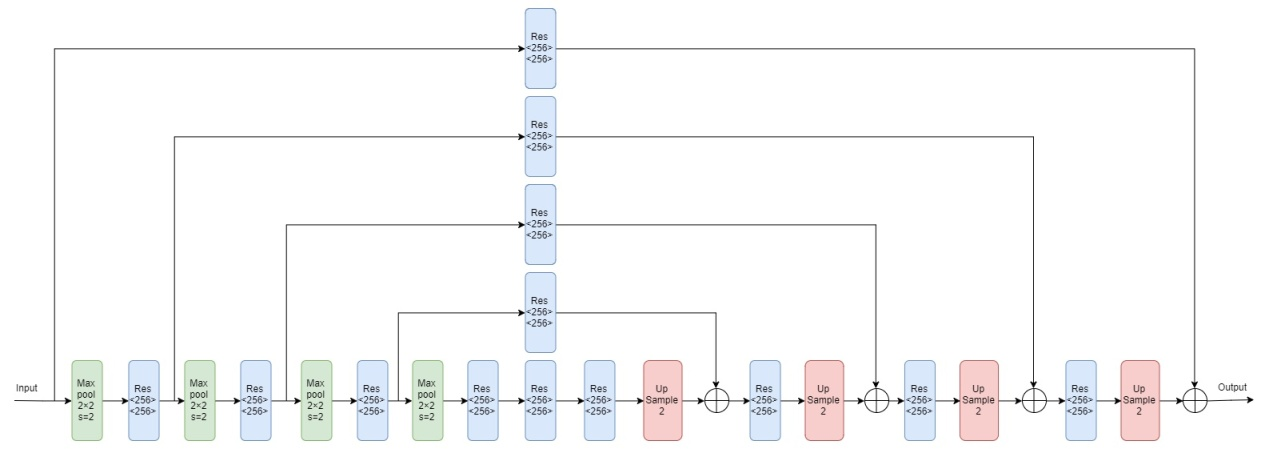 Res
<256>
<256>
Res
<256>
<256>
Res
<256>
<256>
Res
<256>
<256>
Input
Max
pool
2×2
s=2
Res
<256>
<256>
Max
pool
2×2
s=2
Res
<256>
<256>
Max
pool
2×2
s=2
Res
<256>
<256>
Max
pool
2×2
s=2
Res
<256>
<256>
Res
<256>
<256>
Res
<256>
<256>
Up
Sample
2
Res
<256>
<256>
Up
Sample
2
Res
<256>
<256>
Up
Sample
2
Res
<256>
<256>
Up
Sample
2
Output